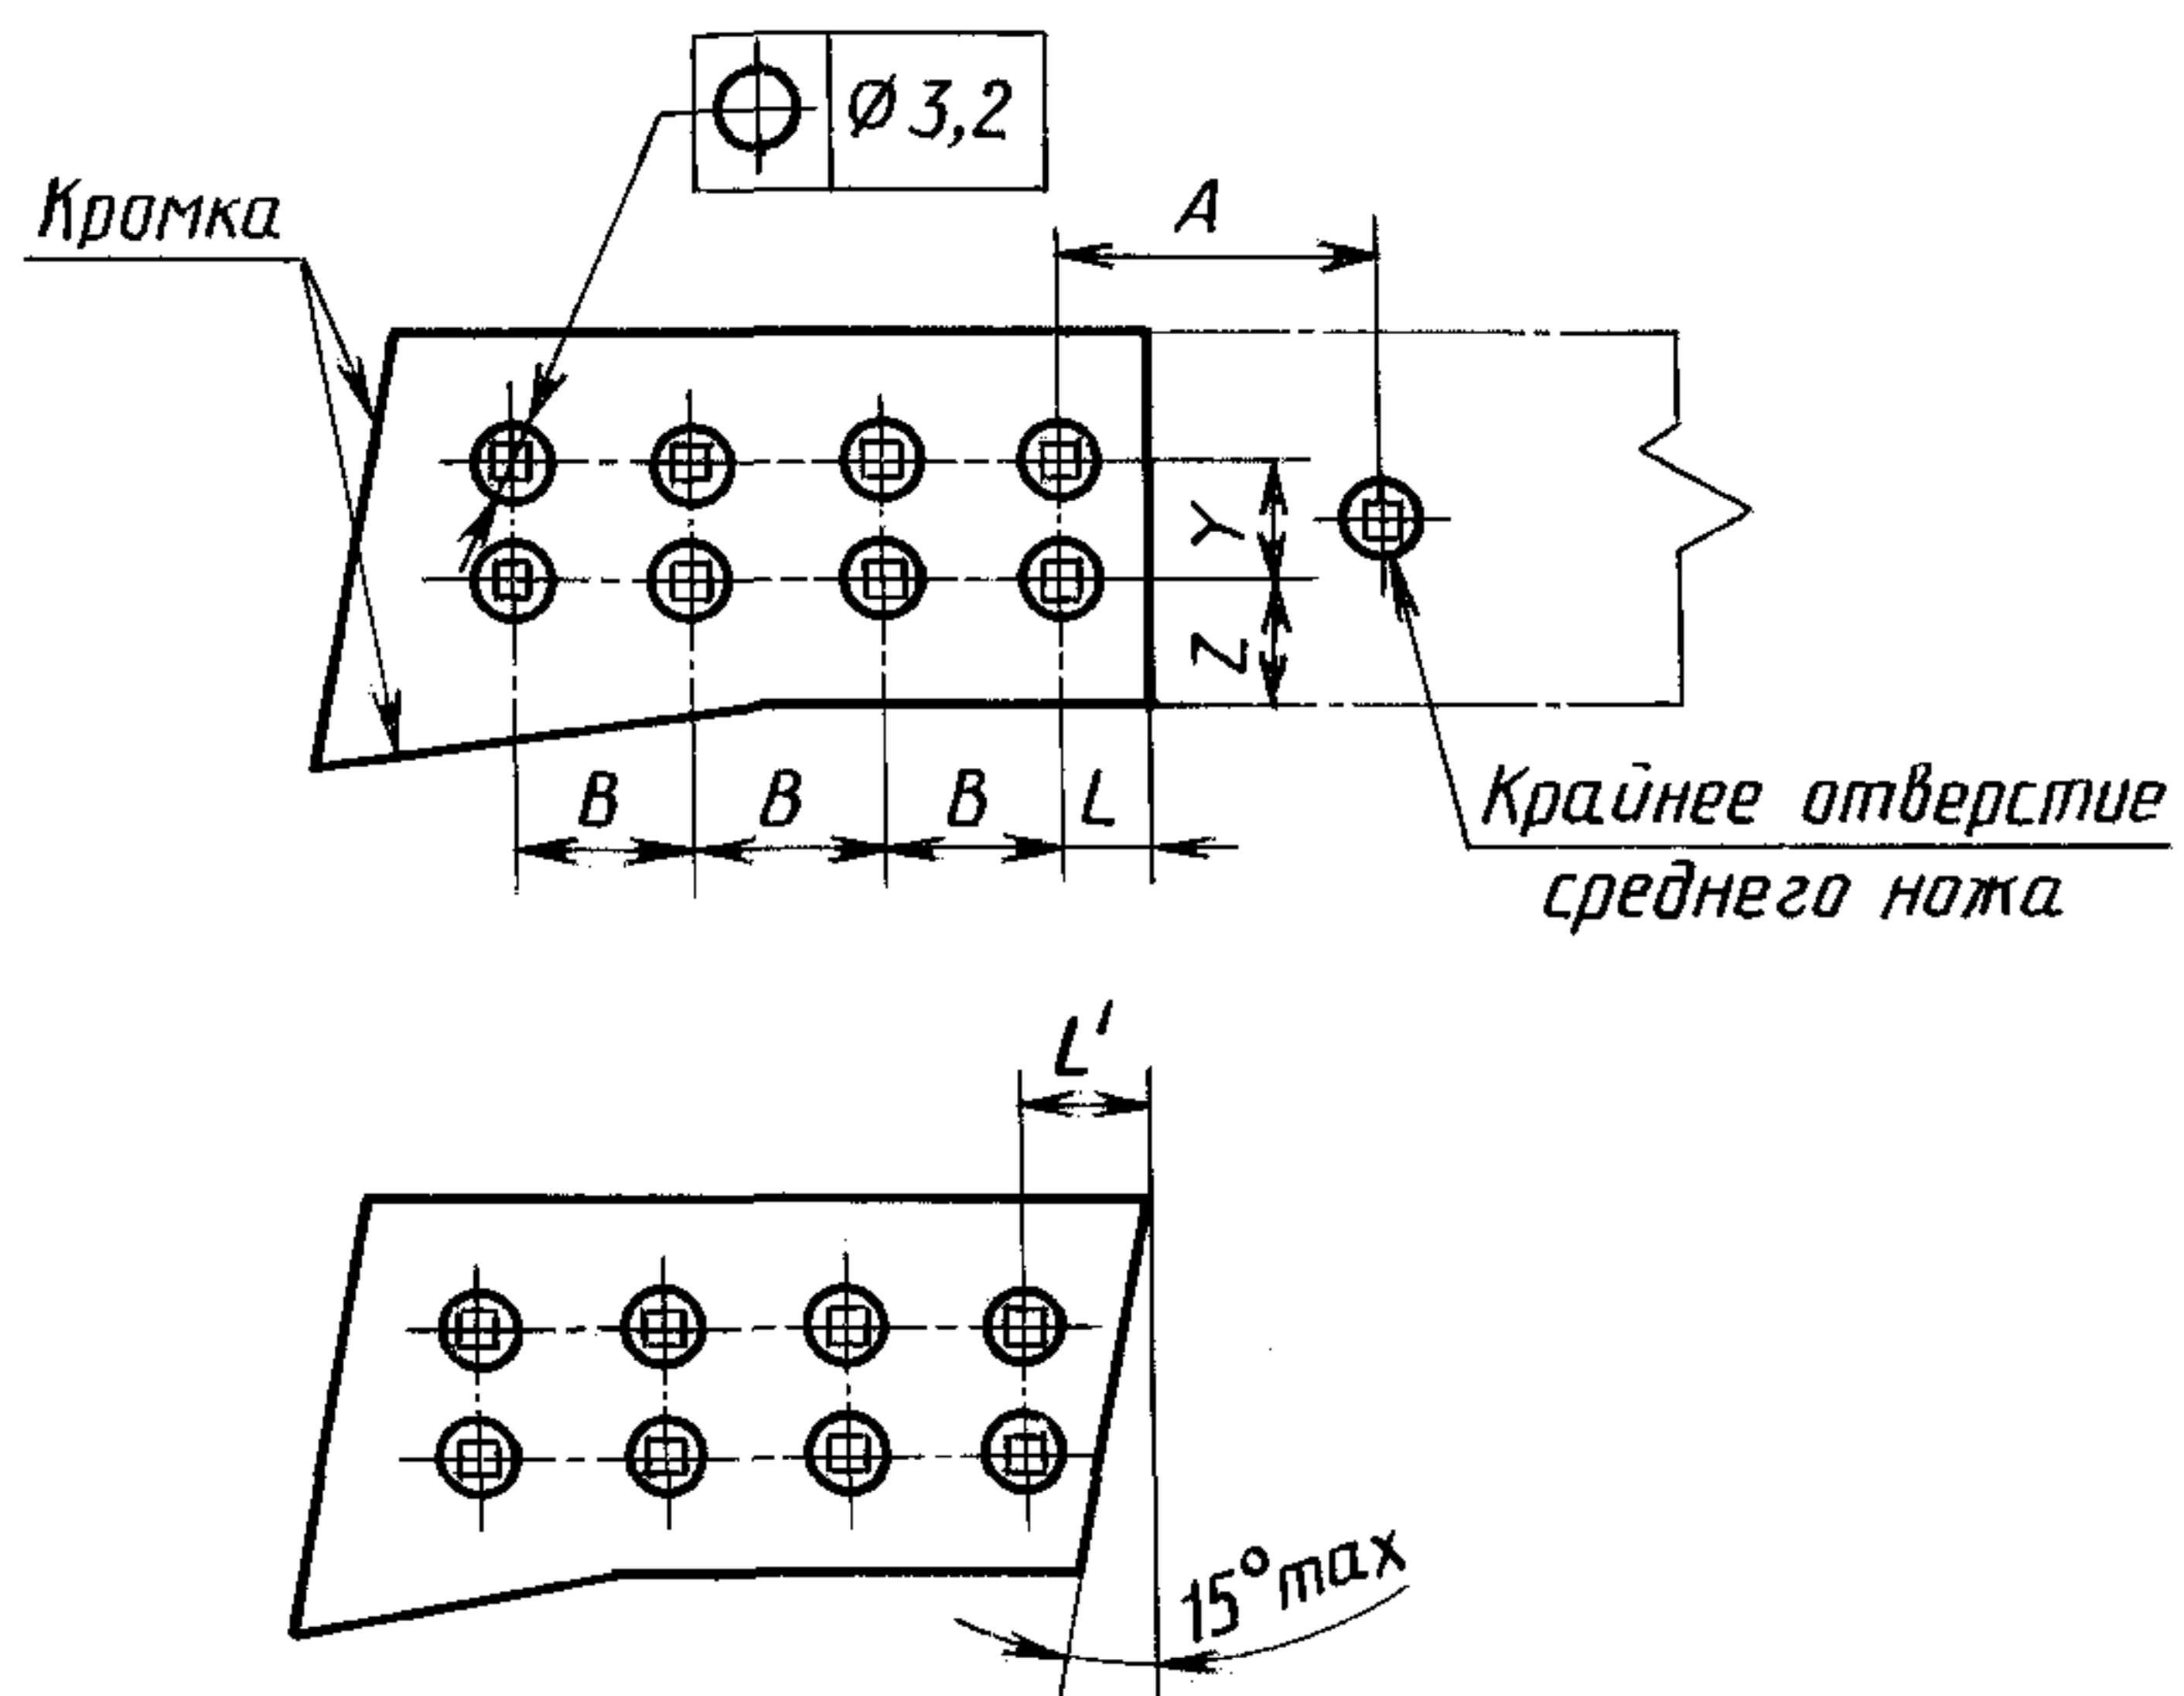 Ø 3,2
Кромка
A
Y
Z
B B B L
Крайнее отверстие
среднего ножа
L'
15° max